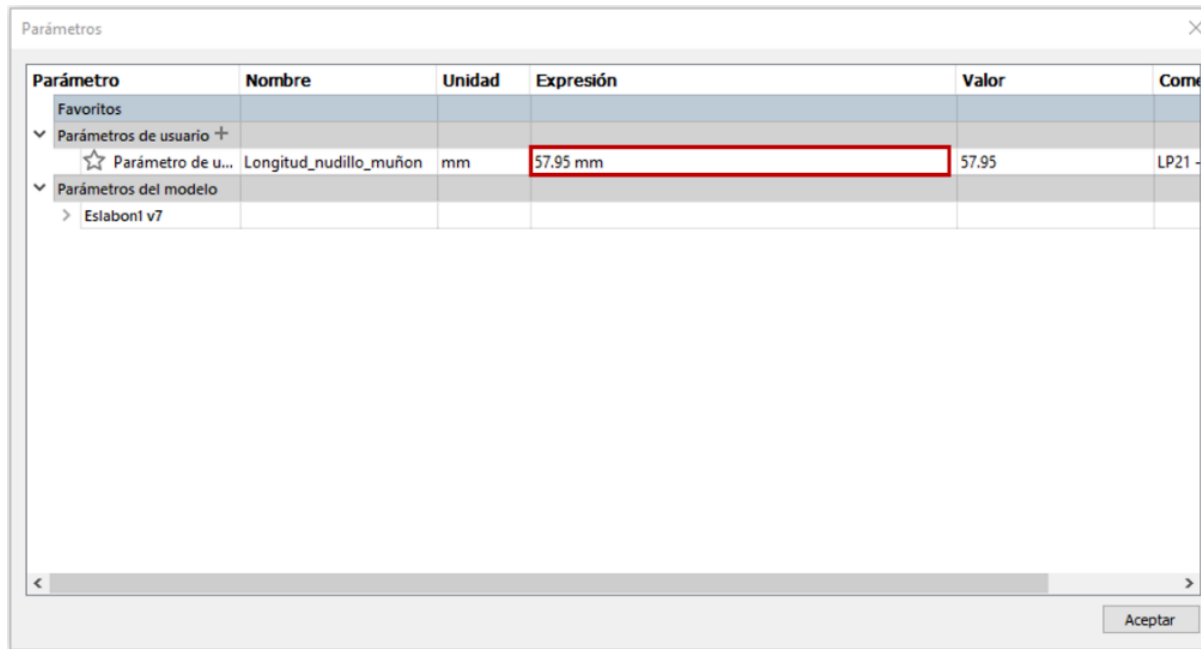 Parámetros
Parámetro Nombre Unidad Expresión Valor Come
Favoritos
Parámetros de usuario +
Parámetro de u... Longitud_nudillo_muñon mm 57.95 mm 57.95 LP21 -
Parámetros del modelo
Eslabon1 v7
Aceptar